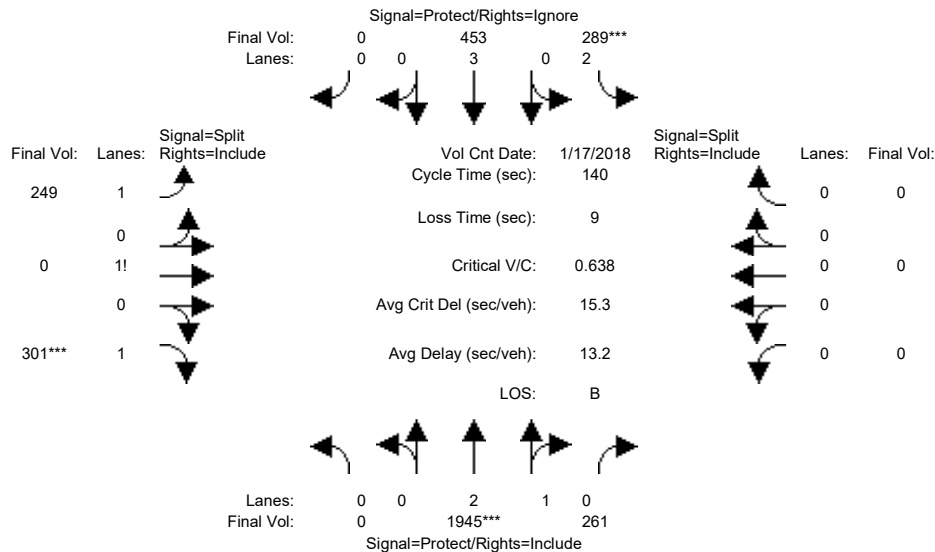 Signal=Protect/Rights=Ignore
Final Vol: 0 453 289***
Lanes: 0 0 3 0 2
Signal=Split Signal=Split
Final Vol: Lanes: Rights=Include Vol Cnt Date: 1/17/2018 Rights=Include Lanes: Final Vol:
Cycle Time (sec): 140
249 1 0 0
Loss Time (sec): 9
0 0
0 1! Critical V/C: 0.638 0 0
0 Avg Crit Del (sec/veh): 15.3 0
301*** 1 Avg Delay (sec/veh): 13.2 0 0
LOS: B
Lanes: 0 0 2 1 0
Final Vol: 0 1945*** 261
Signal=Protect/Rights=Include